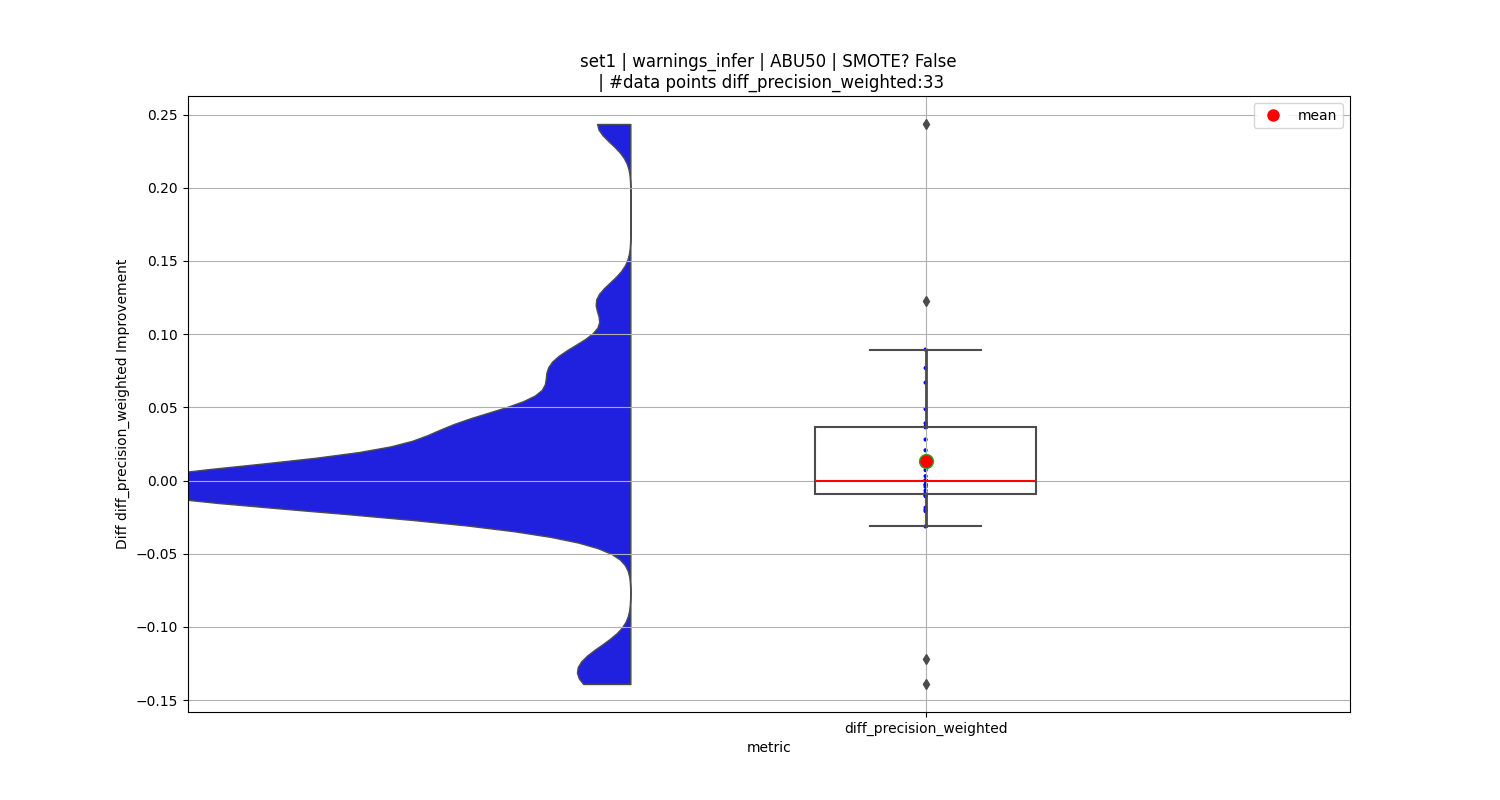 set1 | warnings_infer | ABU50 | SMOTE? False
| #data points diff_precision_weighted:33
mean
Diff diff_precision_weighted Improvement
0.25
0.20
0.15
0.10
0.05
0.00
−0.05
−0.10
−0.15
diff_precision_weighted
metric